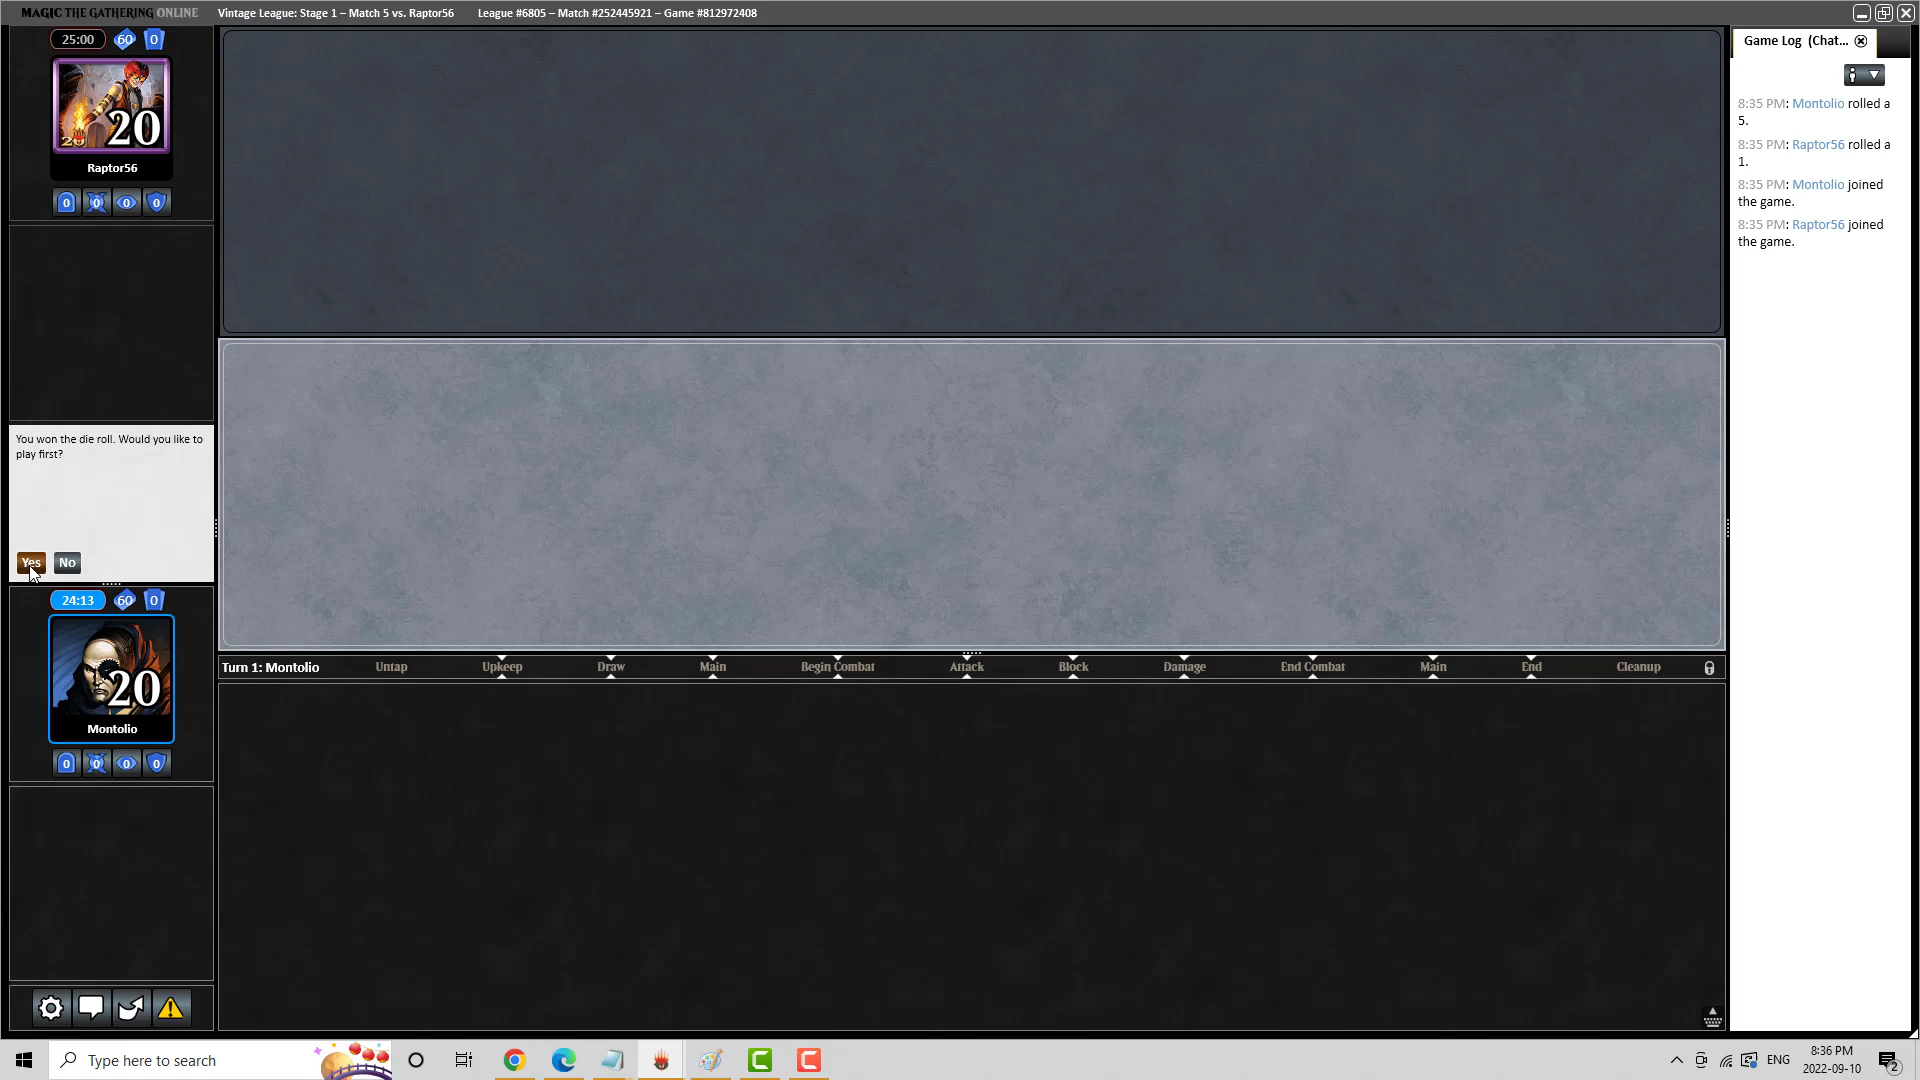 MAGIC THE GATHERING ONLINE
Vintage League: Stage 1 – Match 5 vs. Raptor56
League #6805 – Match #252445921 – Game #812972408
25:00
60
0
20
20
Raptor56
0
0
0
0
You won the die roll. Would you like to
play first?
Yes
No
24:13
60
0
20
Montolio
0
0
0
0
Turn 1: Montolio
Untap
Upkeep
Draw
Main
Begin Combat
Attack
Block
Damage
End Combat
Main
End
Cleanup
Game Log (Chat...
8:35 PM: Montolio rolled a
5.
8:35 PM: Raptor56 rolled a
1.
8:35 PM: Montolio joined
the game.
8:35 PM: Raptor56 joined
the game.
Type here to search
ENG
8:36 PM
2022-09-10
2